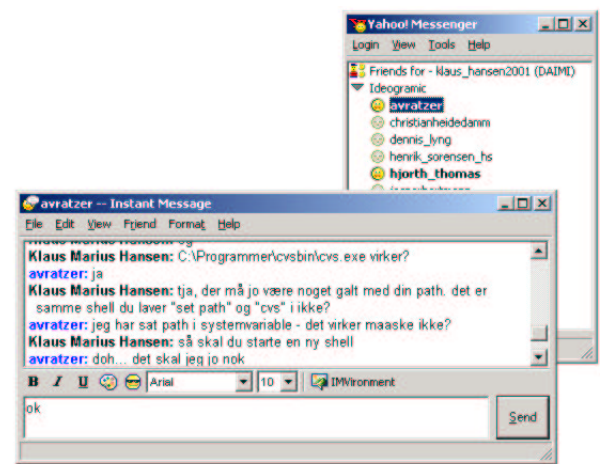 Yahoo! Messenger
Login View Tools Help
Friends for - klaus_hansen2001 (DAIMI)
Ideogramic
avratzer
christianheidedamm
dennis_lyng
henrik_sorensen_hs
hjorth_thomas
avratzer -- Instant Message
File Edit View Friend Format Help
Klaus Marius Hansen: og
Klaus Marius Hansen: C:\Programmer\cvsbin\cvs.exe virker?
avratzer: ja
Klaus Marius Hansen: tja, der må jo være noget galt med din path. det er
samme shell du laver "set path" og "cvs" i ikke?
avratzer: jeg har sat path i systemvariable - det virker maaske ikke?
Klaus Marius Hansen: så skal du starte en ny shell
avratzer: doh... det skal jeg jo nok
B I U Arial 10 IMVironment
ok
Send